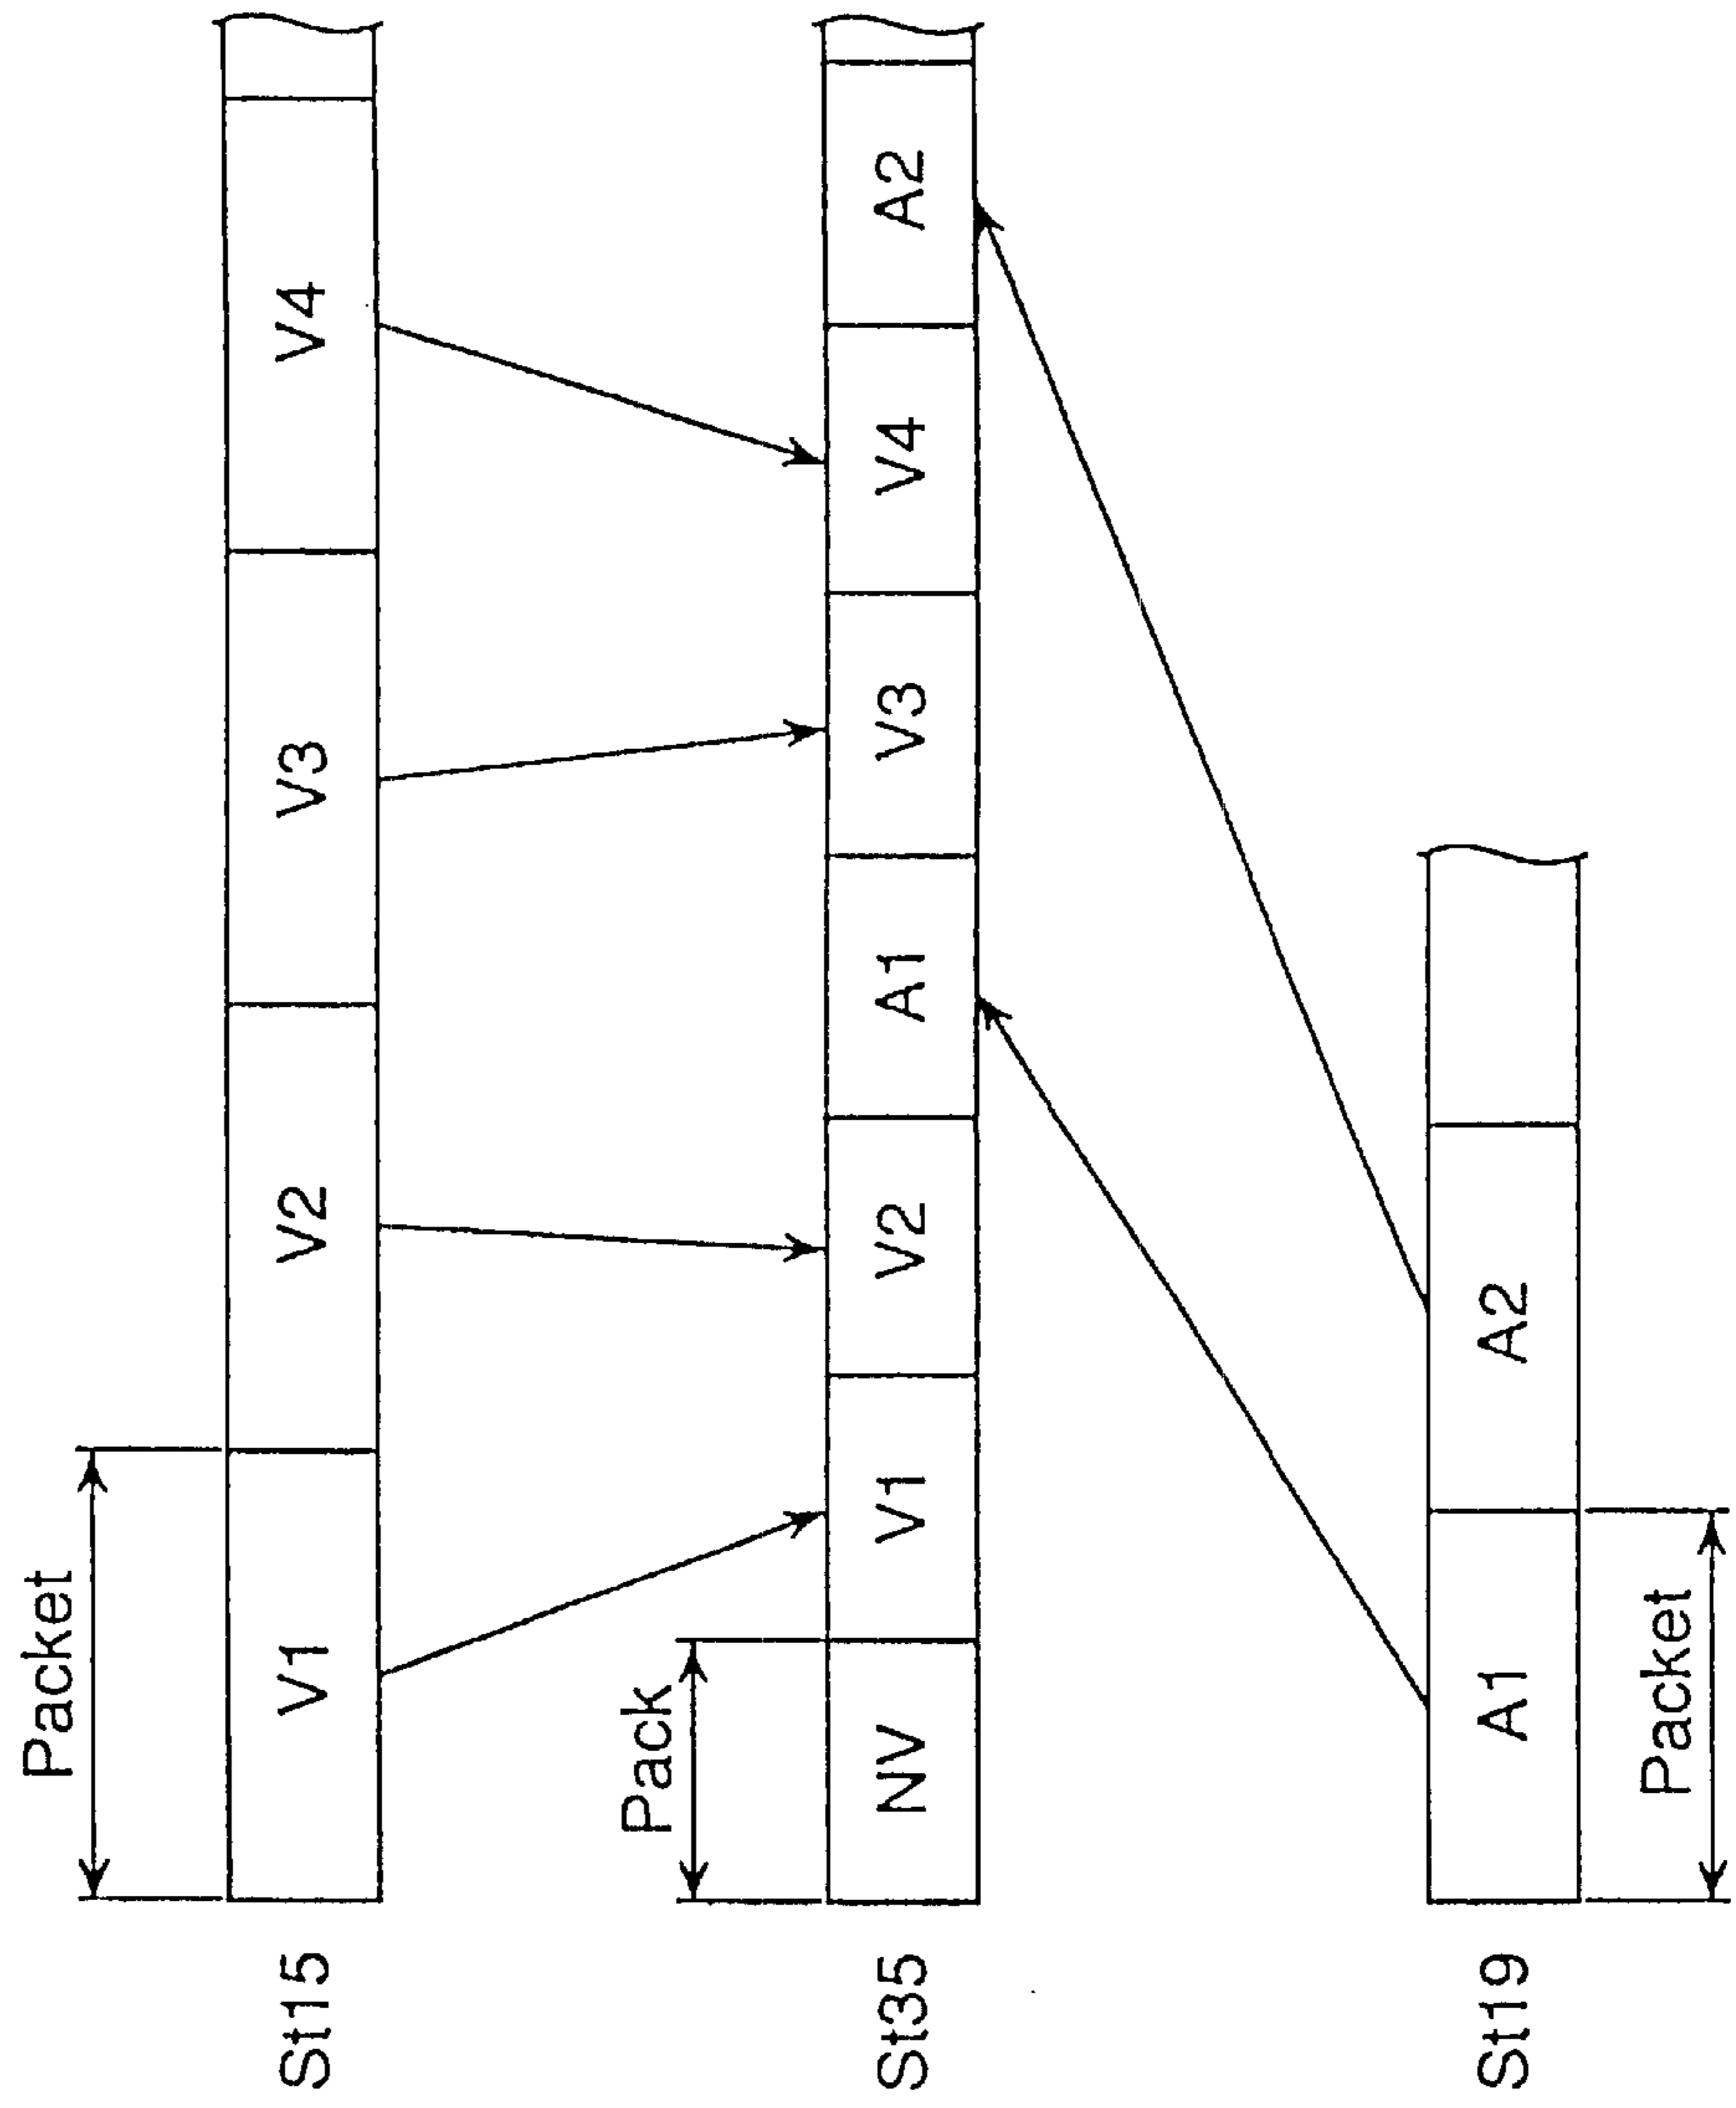 Packet
St15 V1 V2 V3 V4
Pack
St35 NV V1 V2 A1 V3 V4 A2
St19 A1 A2
Packet